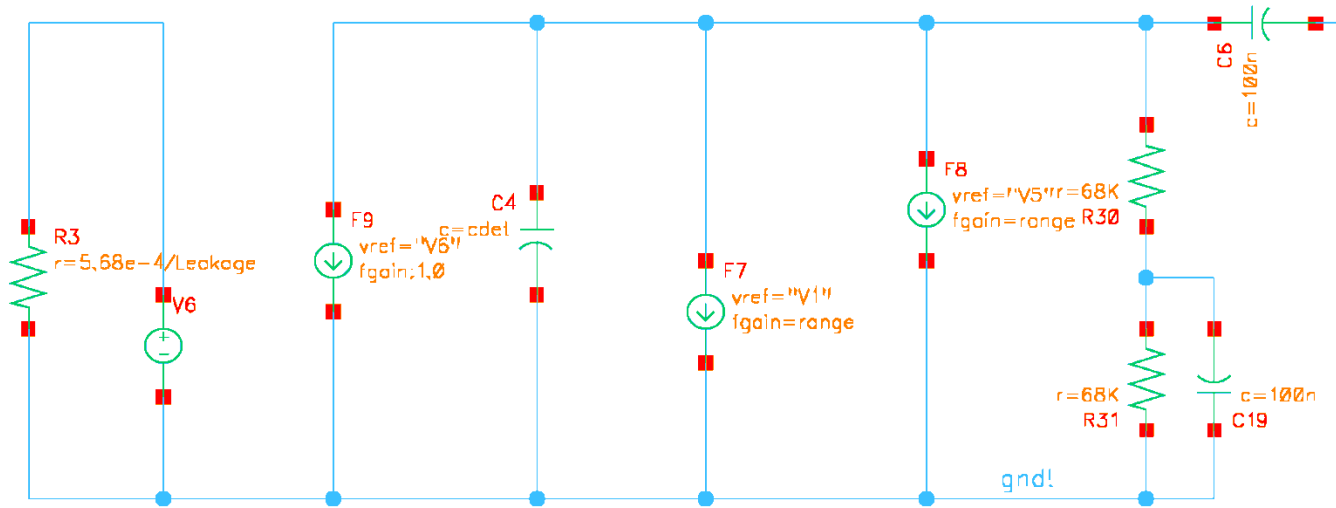 R3
r=5.68e-4/Leakage
V6
F9
vref="V6"
fgain:1.0
C4
c=cdet
F7
vref="V1"
fgain=range
F8
vref="V5"
fgain=range
r=68K
R30
C6
c=100n
r=68K
R31
c=100n
C19
gnd!